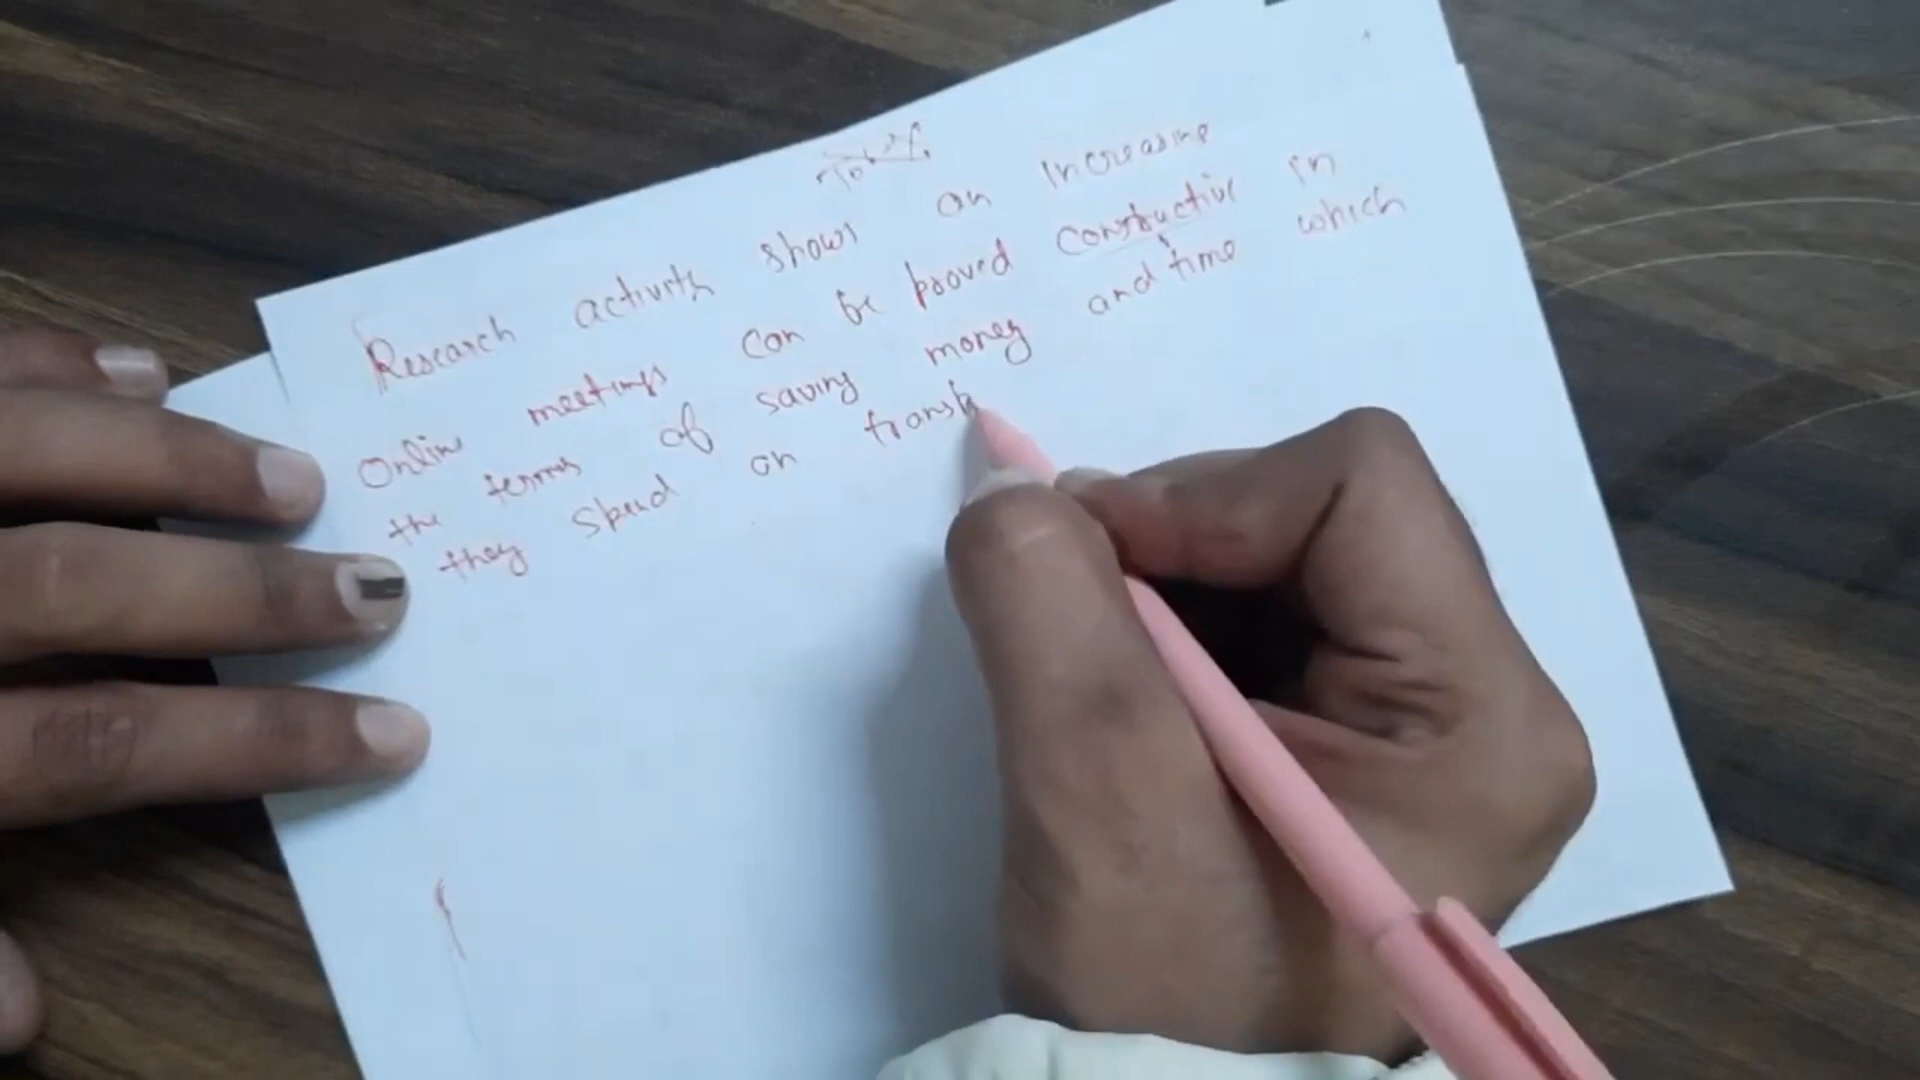 Research activity shows an increasing
Online meetings can be proved constructive in
the terms of saving money and time which
they spend on transp